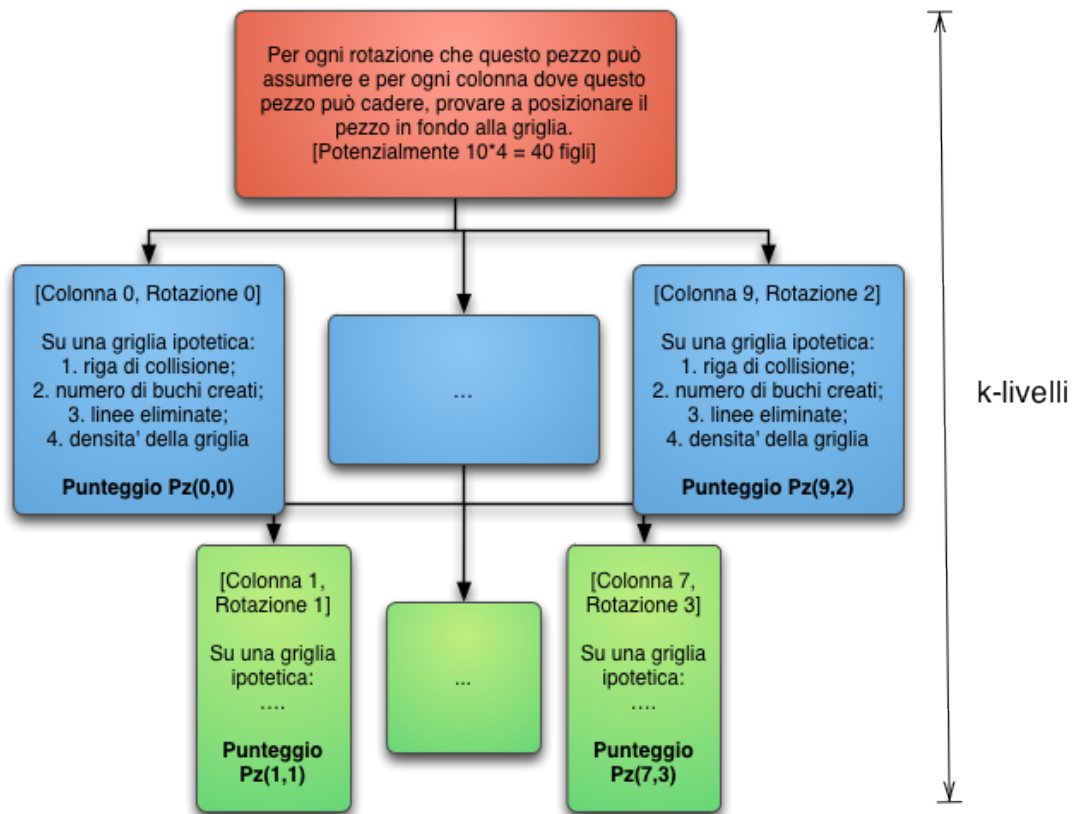 Per ogni rotazione che questo pezzo può
assumere e per ogni colonna dove questo
pezzo può cadere, provare a posizionare il
pezzo in fondo alla griglia.
[Potenzialmente 10*4 = 40 figli]
[Colonna 0, Rotazione 0]
Su una griglia ipotetica:
1. riga di collisione;
2. numero di buchi creati;
3. linee eliminate;
4. densita' della griglia
Punteggio Pz(0,0)
...
[Colonna 9, Rotazione 2]
Su una griglia ipotetica:
1. riga di collisione;
2. numero di buchi creati;
3. linee eliminate;
4. densita' della griglia
Punteggio Pz(9,2)
k-livelli
[Colonna 1,
Rotazione 1]
Su una griglia
ipotetica:
....
Punteggio
Pz(1,1)
...
[Colonna 7,
Rotazione 3]
Su una griglia
ipotetica:
....
Punteggio
Pz(7,3)